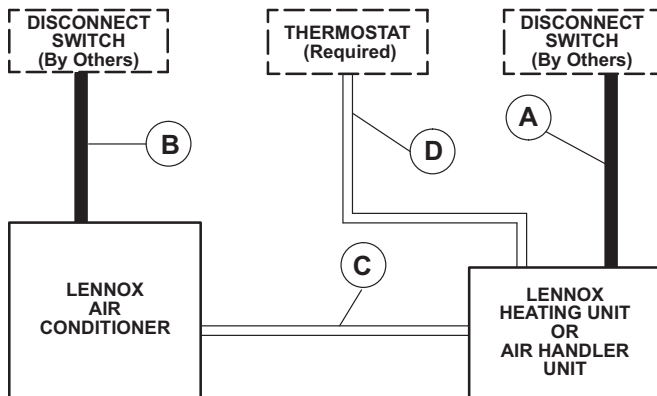 DISCONNECT
SWITCH
(By Others)
THERMOSTAT
(Required)
DISCONNECT
SWITCH
(By Others)
B
D
A
C
LENNOX
AIR
CONDITIONER
LENNOX
HEATING UNIT
OR
AIR HANDLER
UNIT